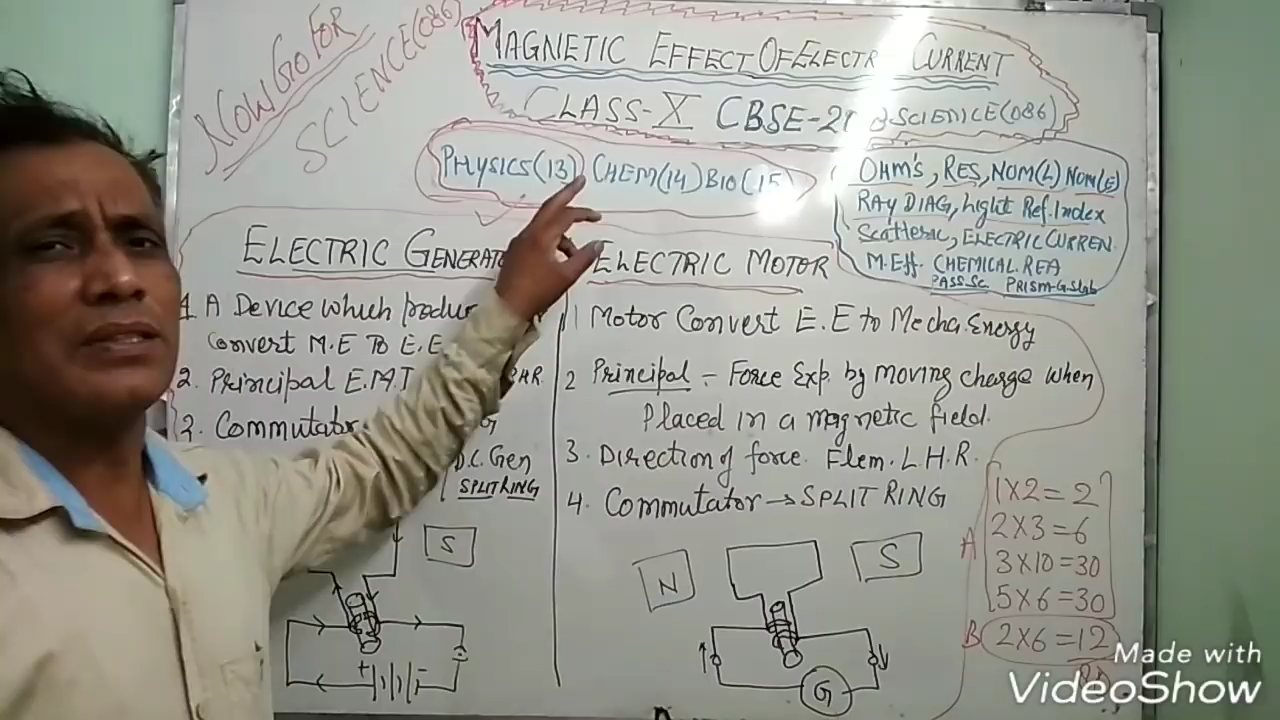 NOW GO FOR
SCIENCE(086)
MAGNETIC EFFECT OF ELECTR CURRENT
CLASS-X CBSE-2 SCIENCE(086)
PHYSICS(13) CHEM(14) BIO(15)
OHM'S, RES, NOM(L) NOM(E)
RAY DIAG, Light Ref. Index
Scatteric, ELECTRIC CURREN
M.Eff. CHEMICAL.REA
PASS.Sc. PRISM-G.Slab
ELECTRIC GENERAT
1. A Device which produ
Convert M.E TO E.E
2. Principal E.M.I HR.
2. Commutator G
D.C. Gen
SPLIT RING
S
+ -
ELECTRIC MOTOR
1 Motor Convert E.E to Mecha.Energy
2 Principal - Force Exp. by moving charge when
Placed in a magnetic field.
3. Direction of force. Flem. L.H.R.
4. Commutator → SPLIT RING
N
S
G
A
1X2=2
2X3=6
3X10=30
5X6=30
B 2X6=12
Made with
VideoShow